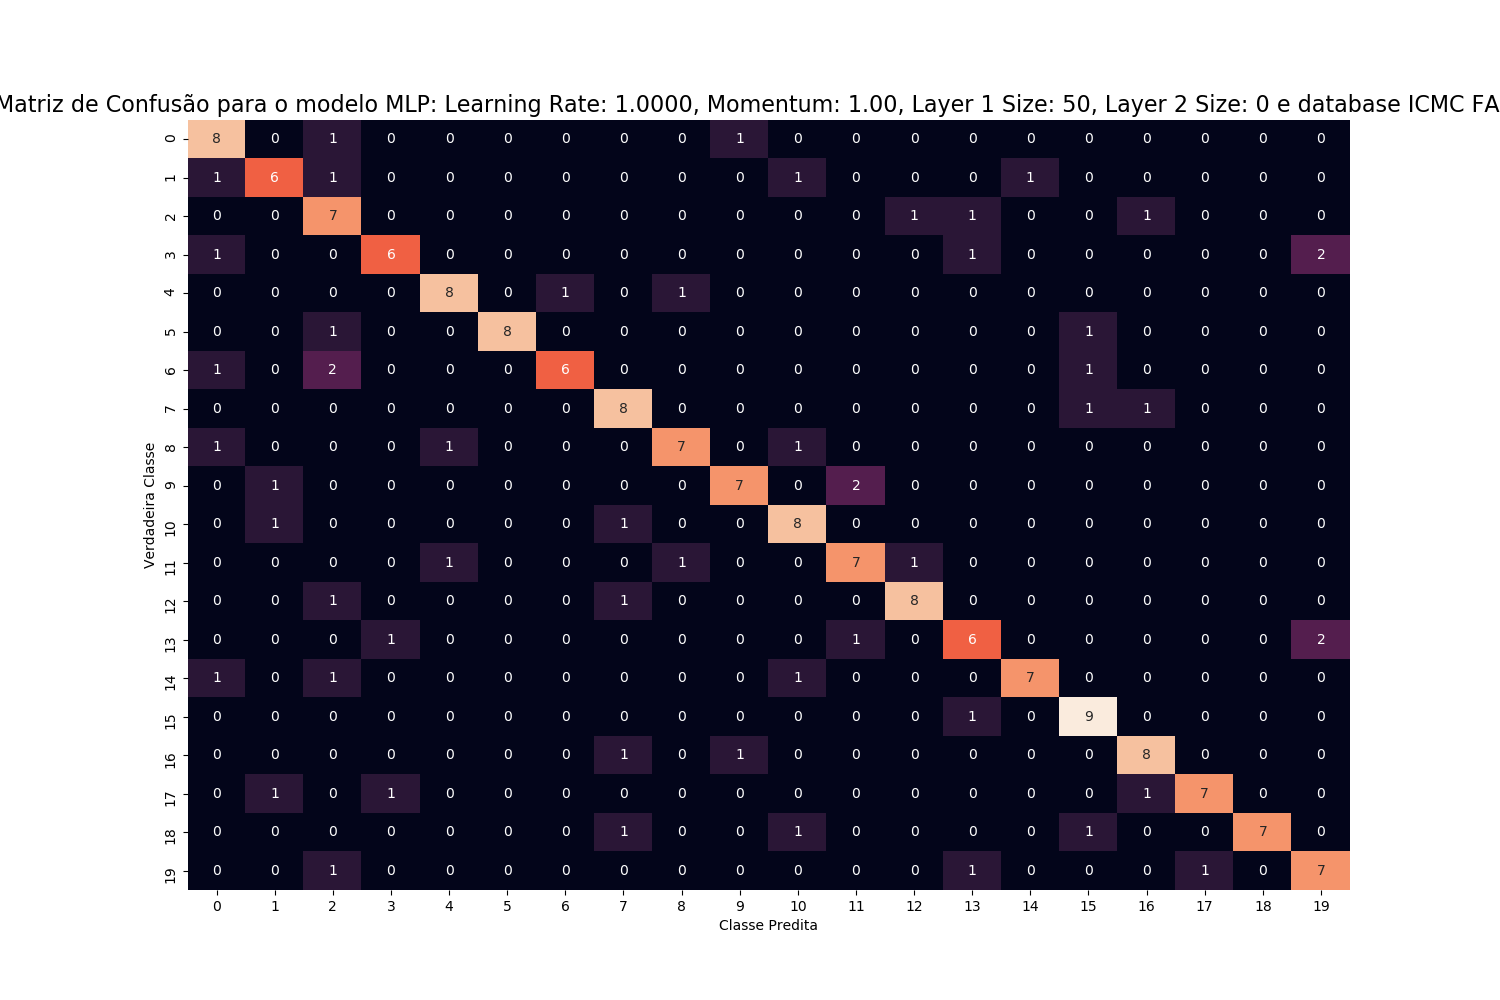 Matriz de Confusão para o modelo MLP: Learning Rate: 1.0000, Momentum: 1.00, Layer 1 Size: 50, Layer 2 Size: 0 e database ICMC FA
0 8 0 1 0 0 0 0 0 0 1 0 0 0 0 0 0 0 0 0 0
1 1 6 1 0 0 0 0 0 0 0 1 0 0 0 1 0 0 0 0 0
2 0 0 7 0 0 0 0 0 0 0 0 0 1 1 0 0 1 0 0 0
3 1 0 0 6 0 0 0 0 0 0 0 0 0 1 0 0 0 0 0 2
4 0 0 0 0 8 0 1 0 1 0 0 0 0 0 0 0 0 0 0 0
5 0 0 1 0 0 8 0 0 0 0 0 0 0 0 0 1 0 0 0 0
6 1 0 2 0 0 0 6 0 0 0 0 0 0 0 0 1 0 0 0 0
7 0 0 0 0 0 0 0 8 0 0 0 0 0 0 0 1 1 0 0 0
8 1 0 0 0 1 0 0 0 7 0 1 0 0 0 0 0 0 0 0 0
9 0 1 0 0 0 0 0 0 0 7 0 2 0 0 0 0 0 0 0 0
10 0 1 0 0 0 0 0 1 0 0 8 0 0 0 0 0 0 0 0 0
11 0 0 0 0 1 0 0 0 1 0 0 7 1 0 0 0 0 0 0 0
12 0 0 1 0 0 0 0 1 0 0 0 0 8 0 0 0 0 0 0 0
13 0 0 0 1 0 0 0 0 0 0 0 1 0 6 0 0 0 0 0 2
14 1 0 1 0 0 0 0 0 0 0 1 0 0 0 7 0 0 0 0 0
15 0 0 0 0 0 0 0 0 0 0 0 0 0 1 0 9 0 0 0 0
16 0 0 0 0 0 0 0 1 0 1 0 0 0 0 0 0 8 0 0 0
17 0 1 0 1 0 0 0 0 0 0 0 0 0 0 0 0 1 7 0 0
18 0 0 0 0 0 0 0 1 0 0 1 0 0 0 0 1 0 0 7 0
19 0 0 1 0 0 0 0 0 0 0 0 0 0 1 0 0 0 1 0 7
0 1 2 3 4 5 6 7 8 9 10 11 12 13 14 15 16 17 18 19
Verdadeira Classe
Classe Predita